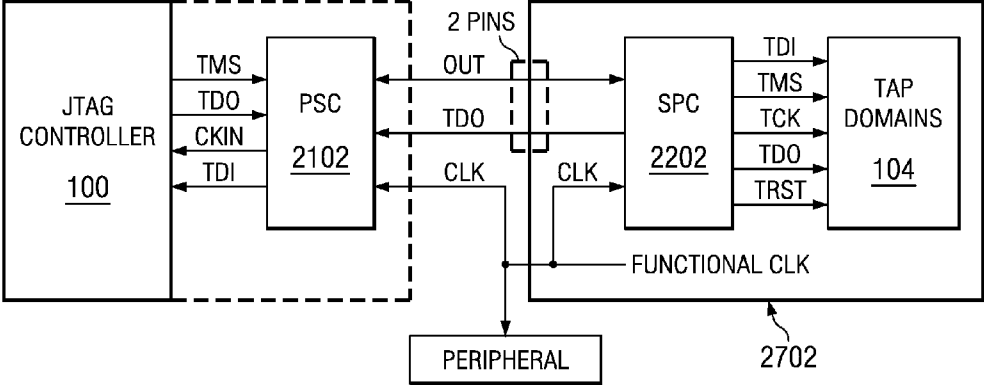 2 PINS
JTAG
CONTROLLER
100
TMS
TDO
CKIN
TDI
PSC
2102
OUT
TDO
CLK
CLK
SPC
2202
TDI
TMS
TCK
TDO
TRST
TAP
DOMAINS
104
FUNCTIONAL CLK
PERIPHERAL
2702